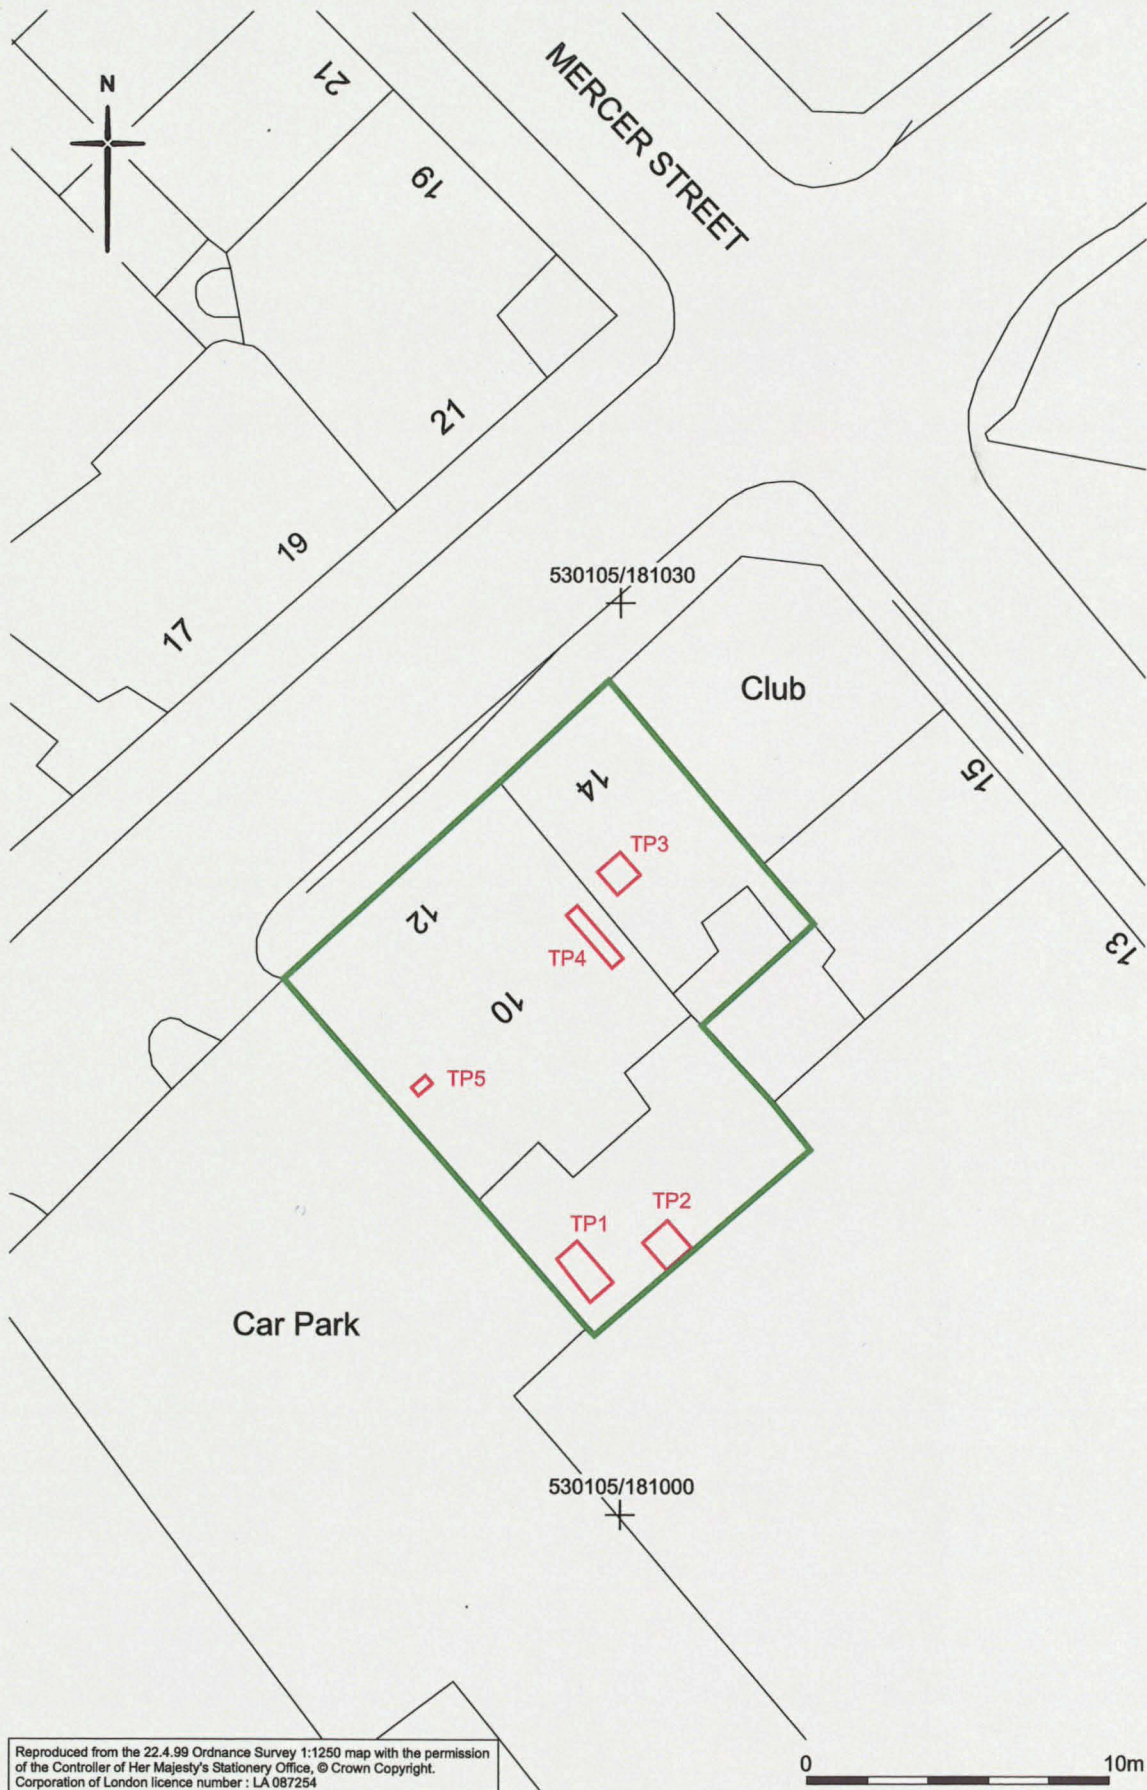 N
21
19
MERCER STREET
21
19
17
530105/181030
Club
14
15
TP3
12
TP4
10
13
TP5
TP2
TP1
Car Park
530105/181000
Reproduced from the 22.4.99 Ordnance Survey 1:1250 map with the permission
of the Controller of Her Majesty's Stationery Office, © Crown Copyright.
Corporation of London licence number : LA 087254
0 10m